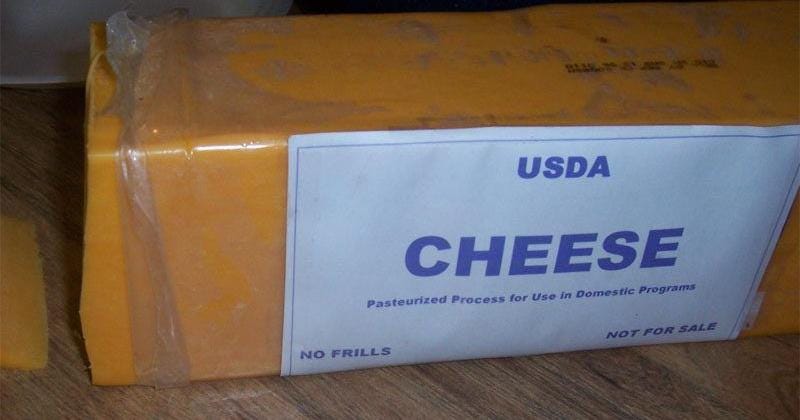 USDA
CHEESE
Pasteurized Process for Use in Domestic Programs
NOT FOR SALE
NO FRILLS